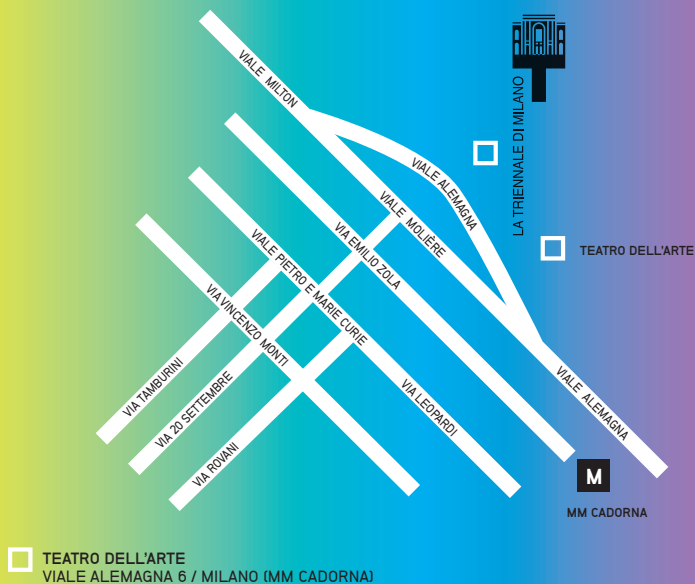 VIALE MILTON
LA TRIENNALE DI MILANO
VIALE ALEMAGNA
VIALE MOLIÈRE
VIA EMILIO ZOLA
TEATRO DELL'ARTE
VIALE PIETRO E MARIE CURIE
VIA VINCENZO MONTI
VIA TAMBURINI
VIA 20 SETTEMBRE
VIA LEOPARDI
VIALE ALEMAGNA
VIA ROVANI
M
MM CADORNA
TEATRO DELL'ARTE
VIALE ALEMAGNA 6 / MILANO (MM CADORNA)